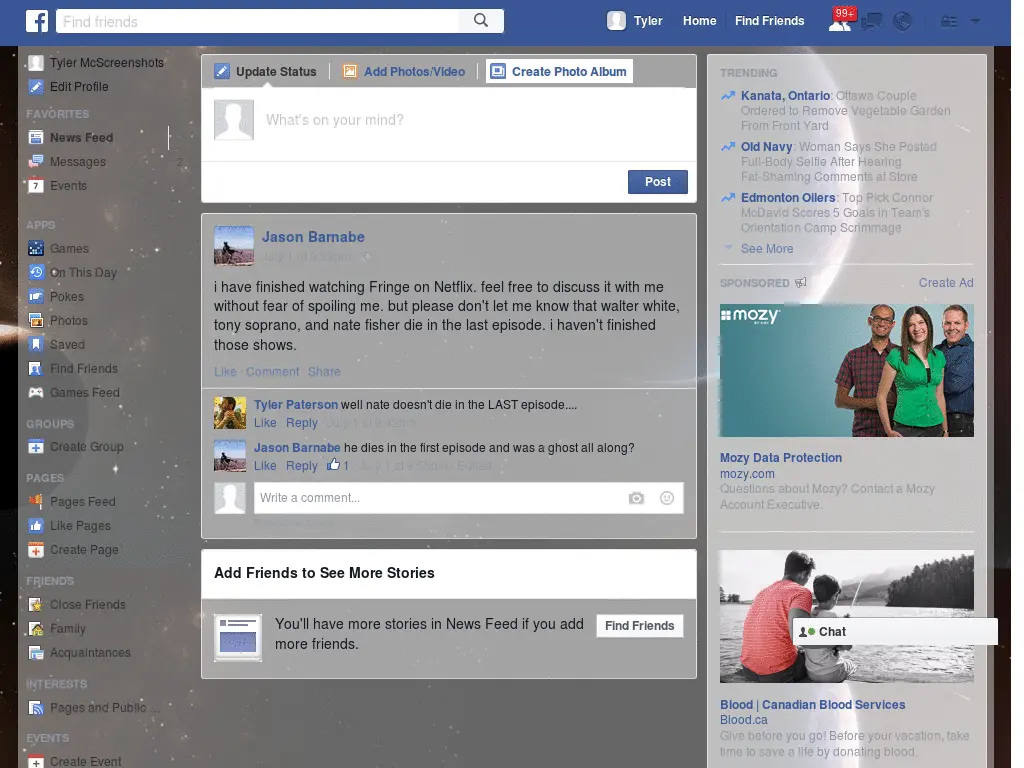 Find friends
Tyler
Home
Find Friends
99+
Tyler McScreenshots
Edit Profile
FAVORITES
News Feed
Messages
2
Events
APPS
Games
On This Day
Pokes
Photos
Saved
Find Friends
Games Feed
GROUPS
Create Group
PAGES
Pages Feed
Like Pages
Create Page
FRIENDS
Close Friends
Family
Acquaintances
INTERESTS
Pages and Public ...
EVENTS
Create Event
Update Status
Add Photos/Video
Create Photo Album
What's on your mind?
Post
Jason Barnabe
i have finished watching Fringe on Netflix. feel free to discuss it with me
without fear of spoiling me. but please don't let me know that walter white,
tony soprano, and nate fisher die in the last episode. i haven't finished
those shows.
Like · Comment Share
Tyler Paterson well nate doesn't die in the LAST episode....
Like Reply July 1 at 9:42pm
Jason Barnabe he dies in the first episode and was a ghost all along?
Like Reply 1 July 1 at Edited
Write a comment...
Add Friends to See More Stories
You'll have more stories in News Feed if you add
more friends.
Find Friends
TRENDING
Kanata, Ontario: Ottawa Couple
Ordered to Remove Vegetable Garden
From Front Yard
Old Navy: Woman Says She Posted
Full-Body Selfie After Hearing
Fat-Shaming Comments at Store
Edmonton Oilers: Top Pick Connor
McDavid Scores 5 Goals in Team's
Orientation Camp Scrimmage
See More
SPONSORED
Create Ad
mozy
Mozy Data Protection
mozy.com
Questions about Mozy? Contact a Mozy
Account Executive.
Chat
Blood | Canadian Blood Services
Blood.ca
Give before you go! Before your vacation, take
time to save a life by donating blood.